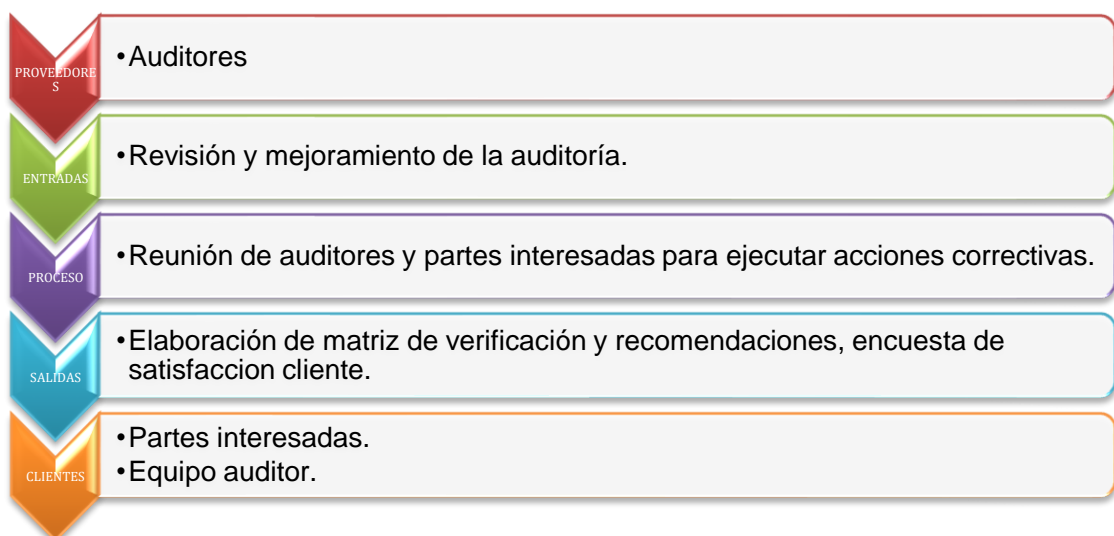 PROVEEDORE
S
•Auditores
ENTRADAS
•Revisión y mejoramiento de la auditoría.
PROCESO
•Reunión de auditores y partes interesadas para ejecutar acciones correctivas.
SALIDAS
•Elaboración de matriz de verificación y recomendaciones, encuesta de
satisfaccion cliente.
CLIENTES
•Partes interesadas.
•Equipo auditor.